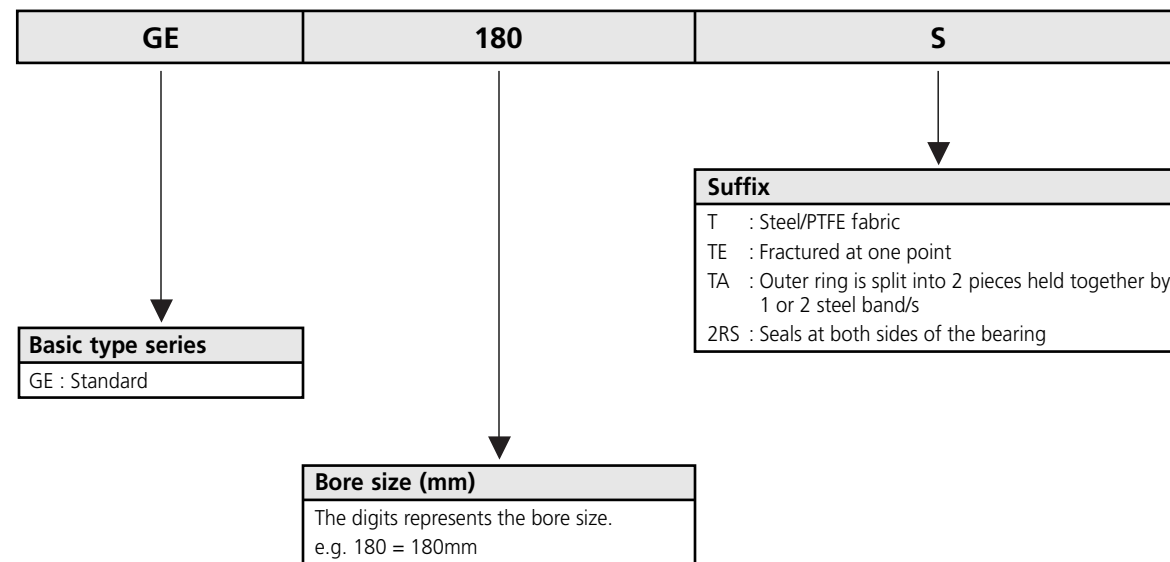 GE 180 S
Suffix
T : Steel/PTFE fabric
TE : Fractured at one point
TA : Outer ring is split into 2 pieces held together by
1 or 2 steel band/s
2RS : Seals at both sides of the bearing
Basic type series
GE : Standard
Bore size (mm)
The digits represents the bore size.
e.g. 180 = 180mm